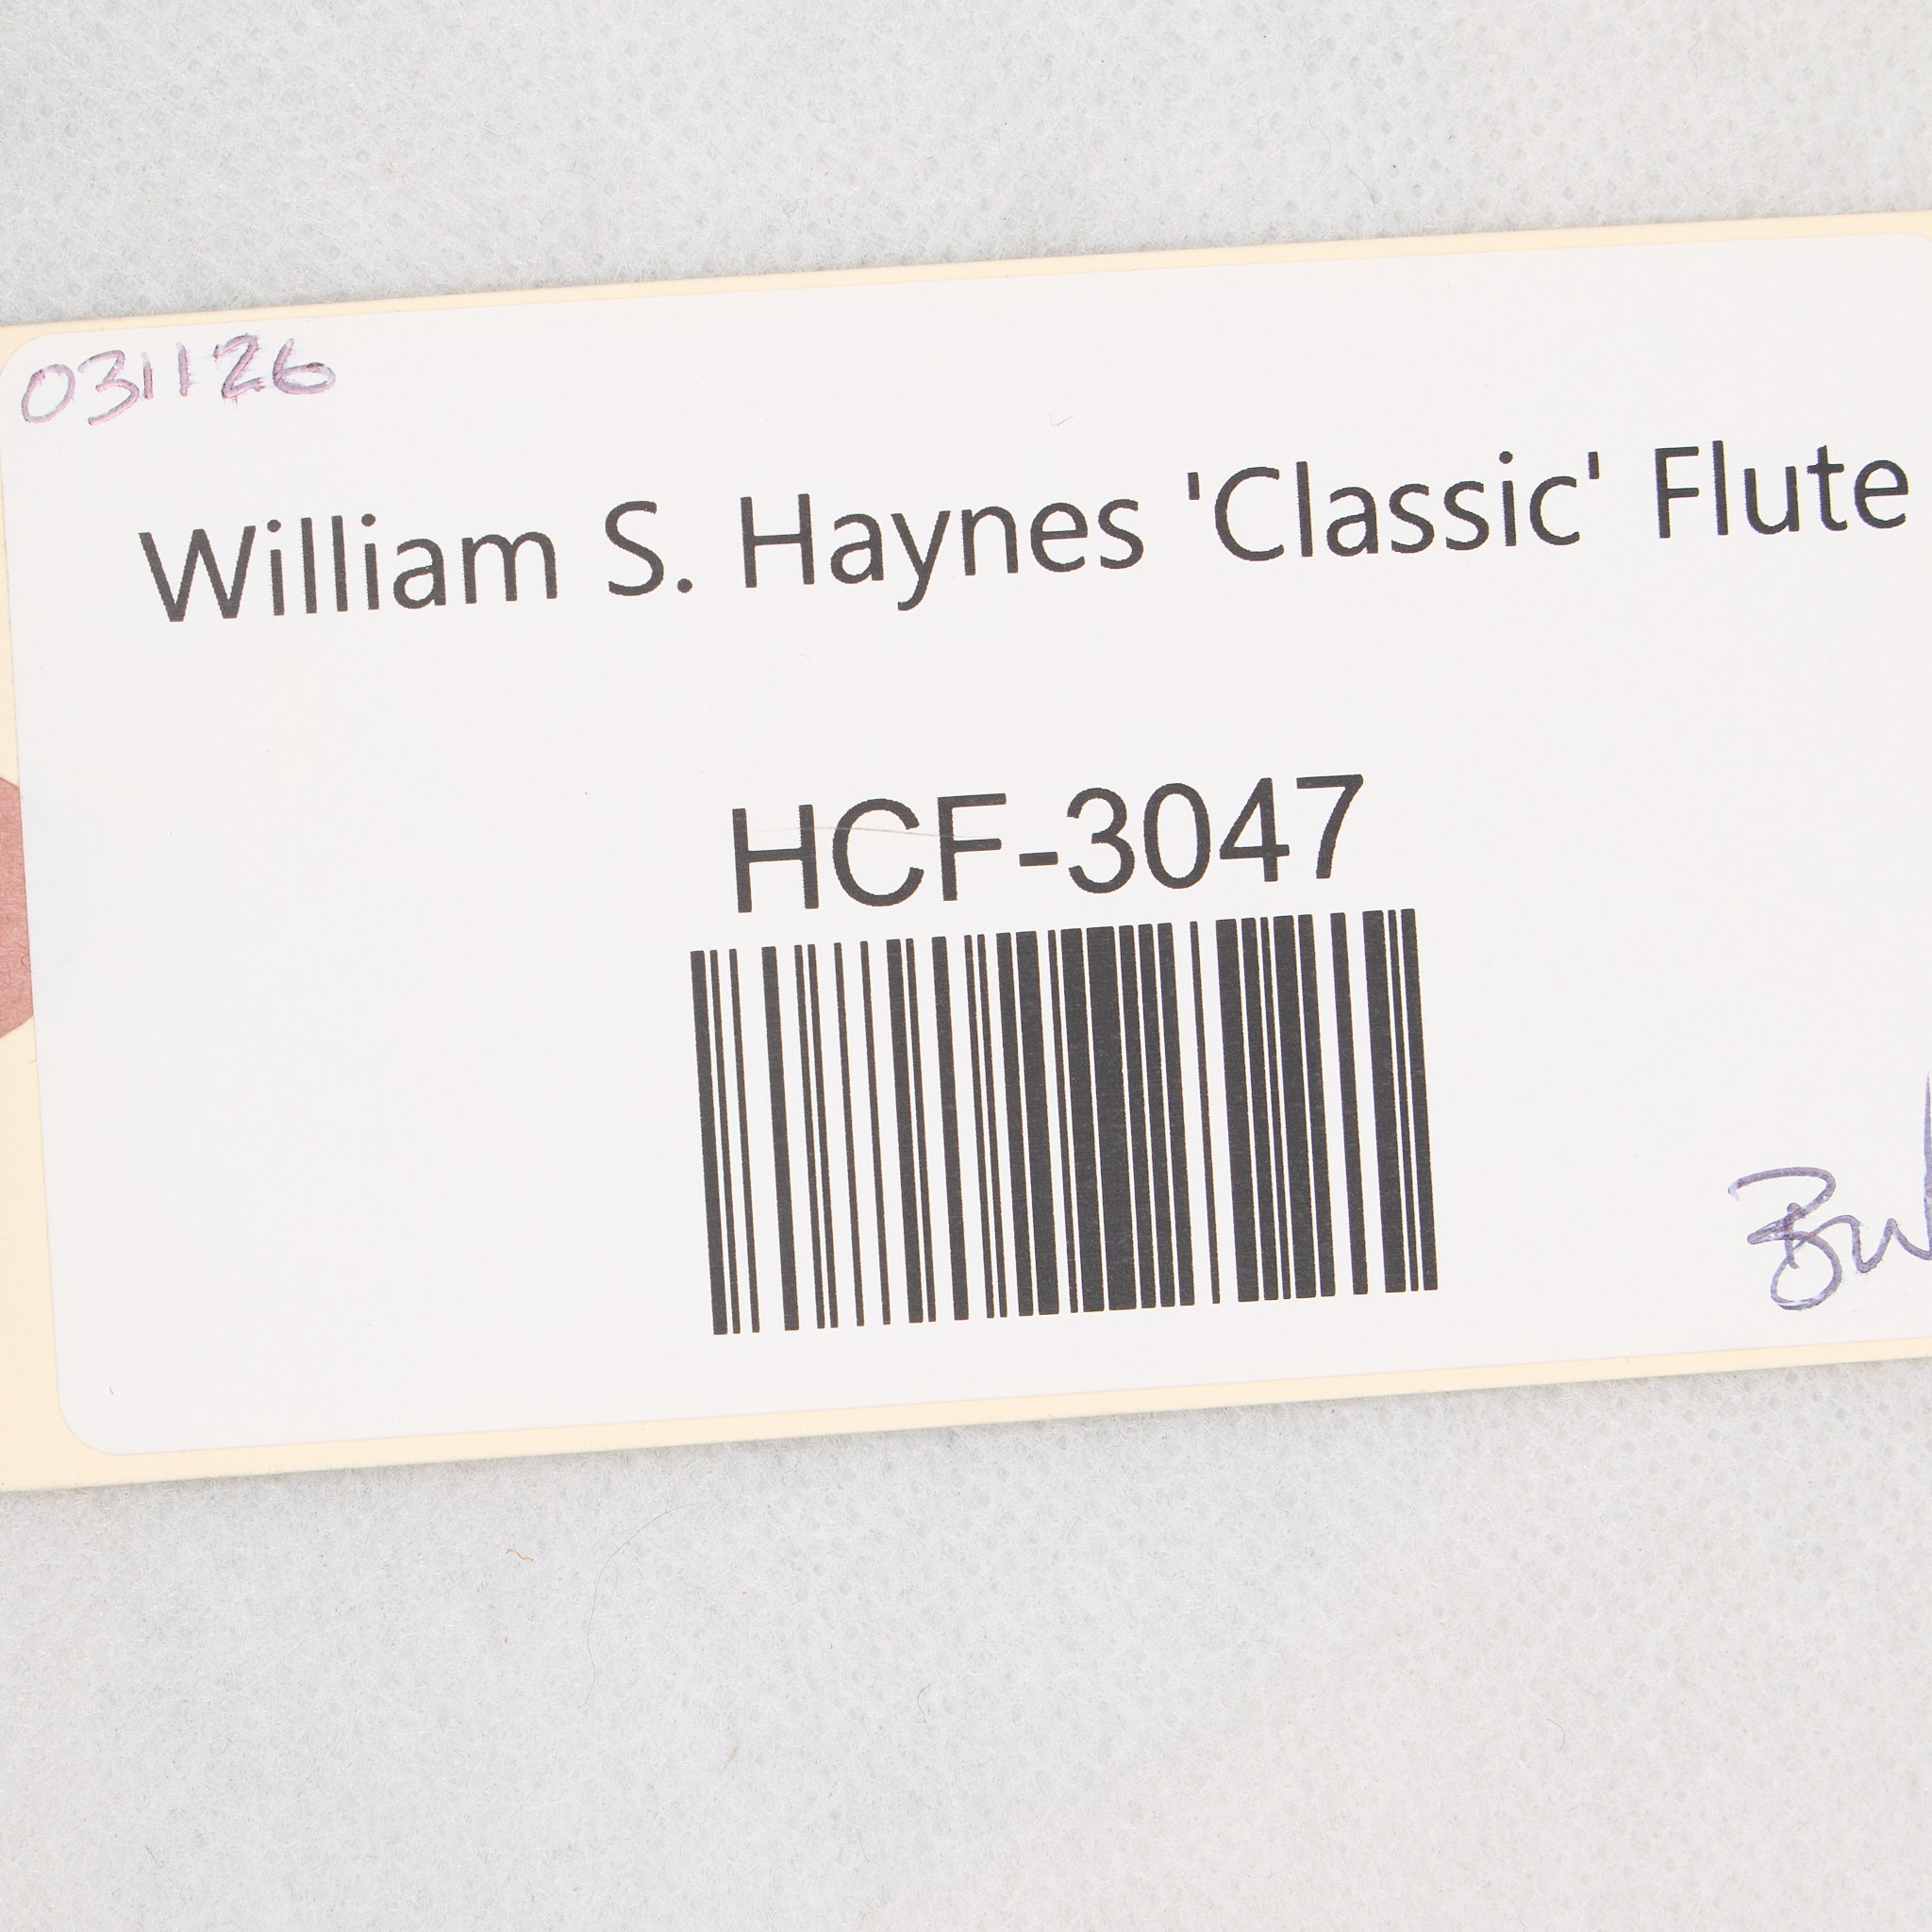 031126
William S. Haynes 'Classic' Flute
HCF-3047